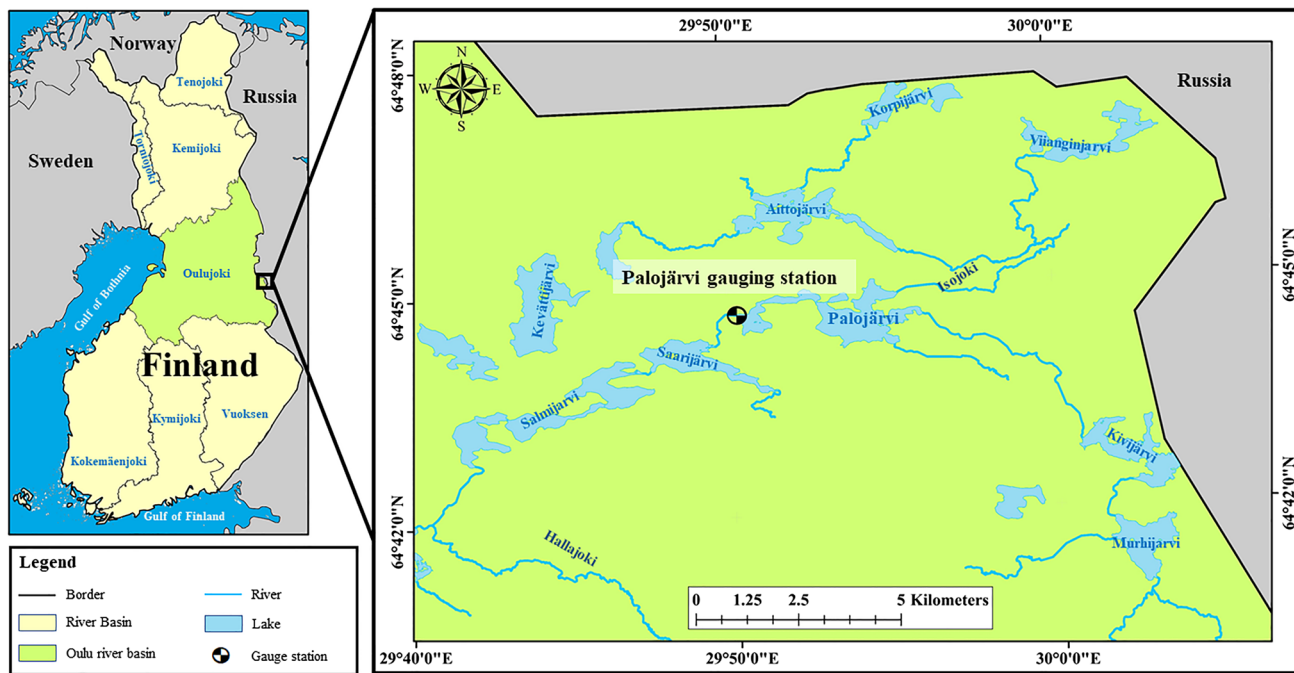 Norway
Tenojoki
Russia
Torniojoki
Kemijoki
Sweden
Oulujoki
Gulf of Bothnia
Finland
Kymijoki
Vuoksen
Kokemäenjoki
Gulf of Finland
Legend
Border
River
River Basin
Lake
Oulu river basin
Gauge station
29°50'0"E
30°0'0"E
64°48'0"N
64°45'0"N
64°42'0"N
N
W
E
S
Russia
Korpijärvi
Viianginjarvi
Aittojärvi
Isojoki
Palojärvi gauging station
Kevättijärvi
Palojärvi
Saarijärvi
Salmijarvi
Kivijärvi
Murhijarvi
Hallajoki
64°45'0"N
64°42'0"N
0 1.25 2.5 5 Kilometers
29°40'0"E
29°50'0"E
30°0'0"E